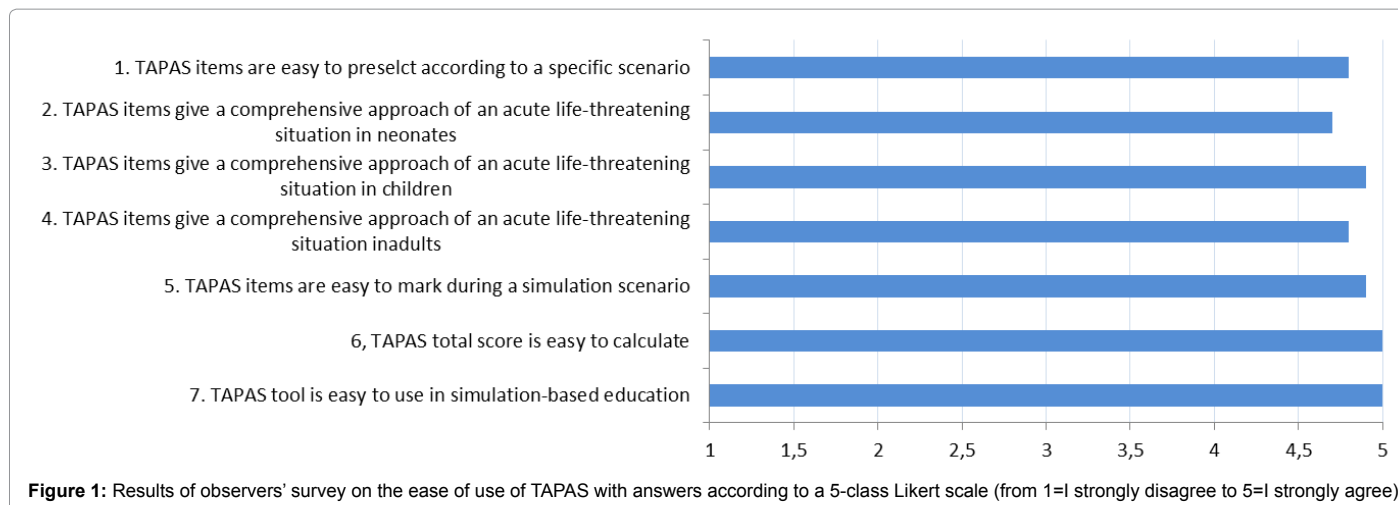 1. TAPAS items are easy to preselct according to a specific scenario
2. TAPAS items give a comprehensive approach of an acute life-threatening
situation in neonates
3. TAPAS items give a comprehensive approach of an acute life-threatening
situation in children
4. TAPAS items give a comprehensive approach of an acute life-threatening
situation inadults
5. TAPAS items are easy to mark during a simulation scenario
6, TAPAS total score is easy to calculate
7. TAPAS tool is easy to use in simulation-based education
1 1,5 2 2,5 3 3,5 4 4,5 5
Figure 1: Results of observers’ survey on the ease of use of TAPAS with answers according to a 5-class Likert scale (from 1=I strongly disagree to 5=I strongly agree)